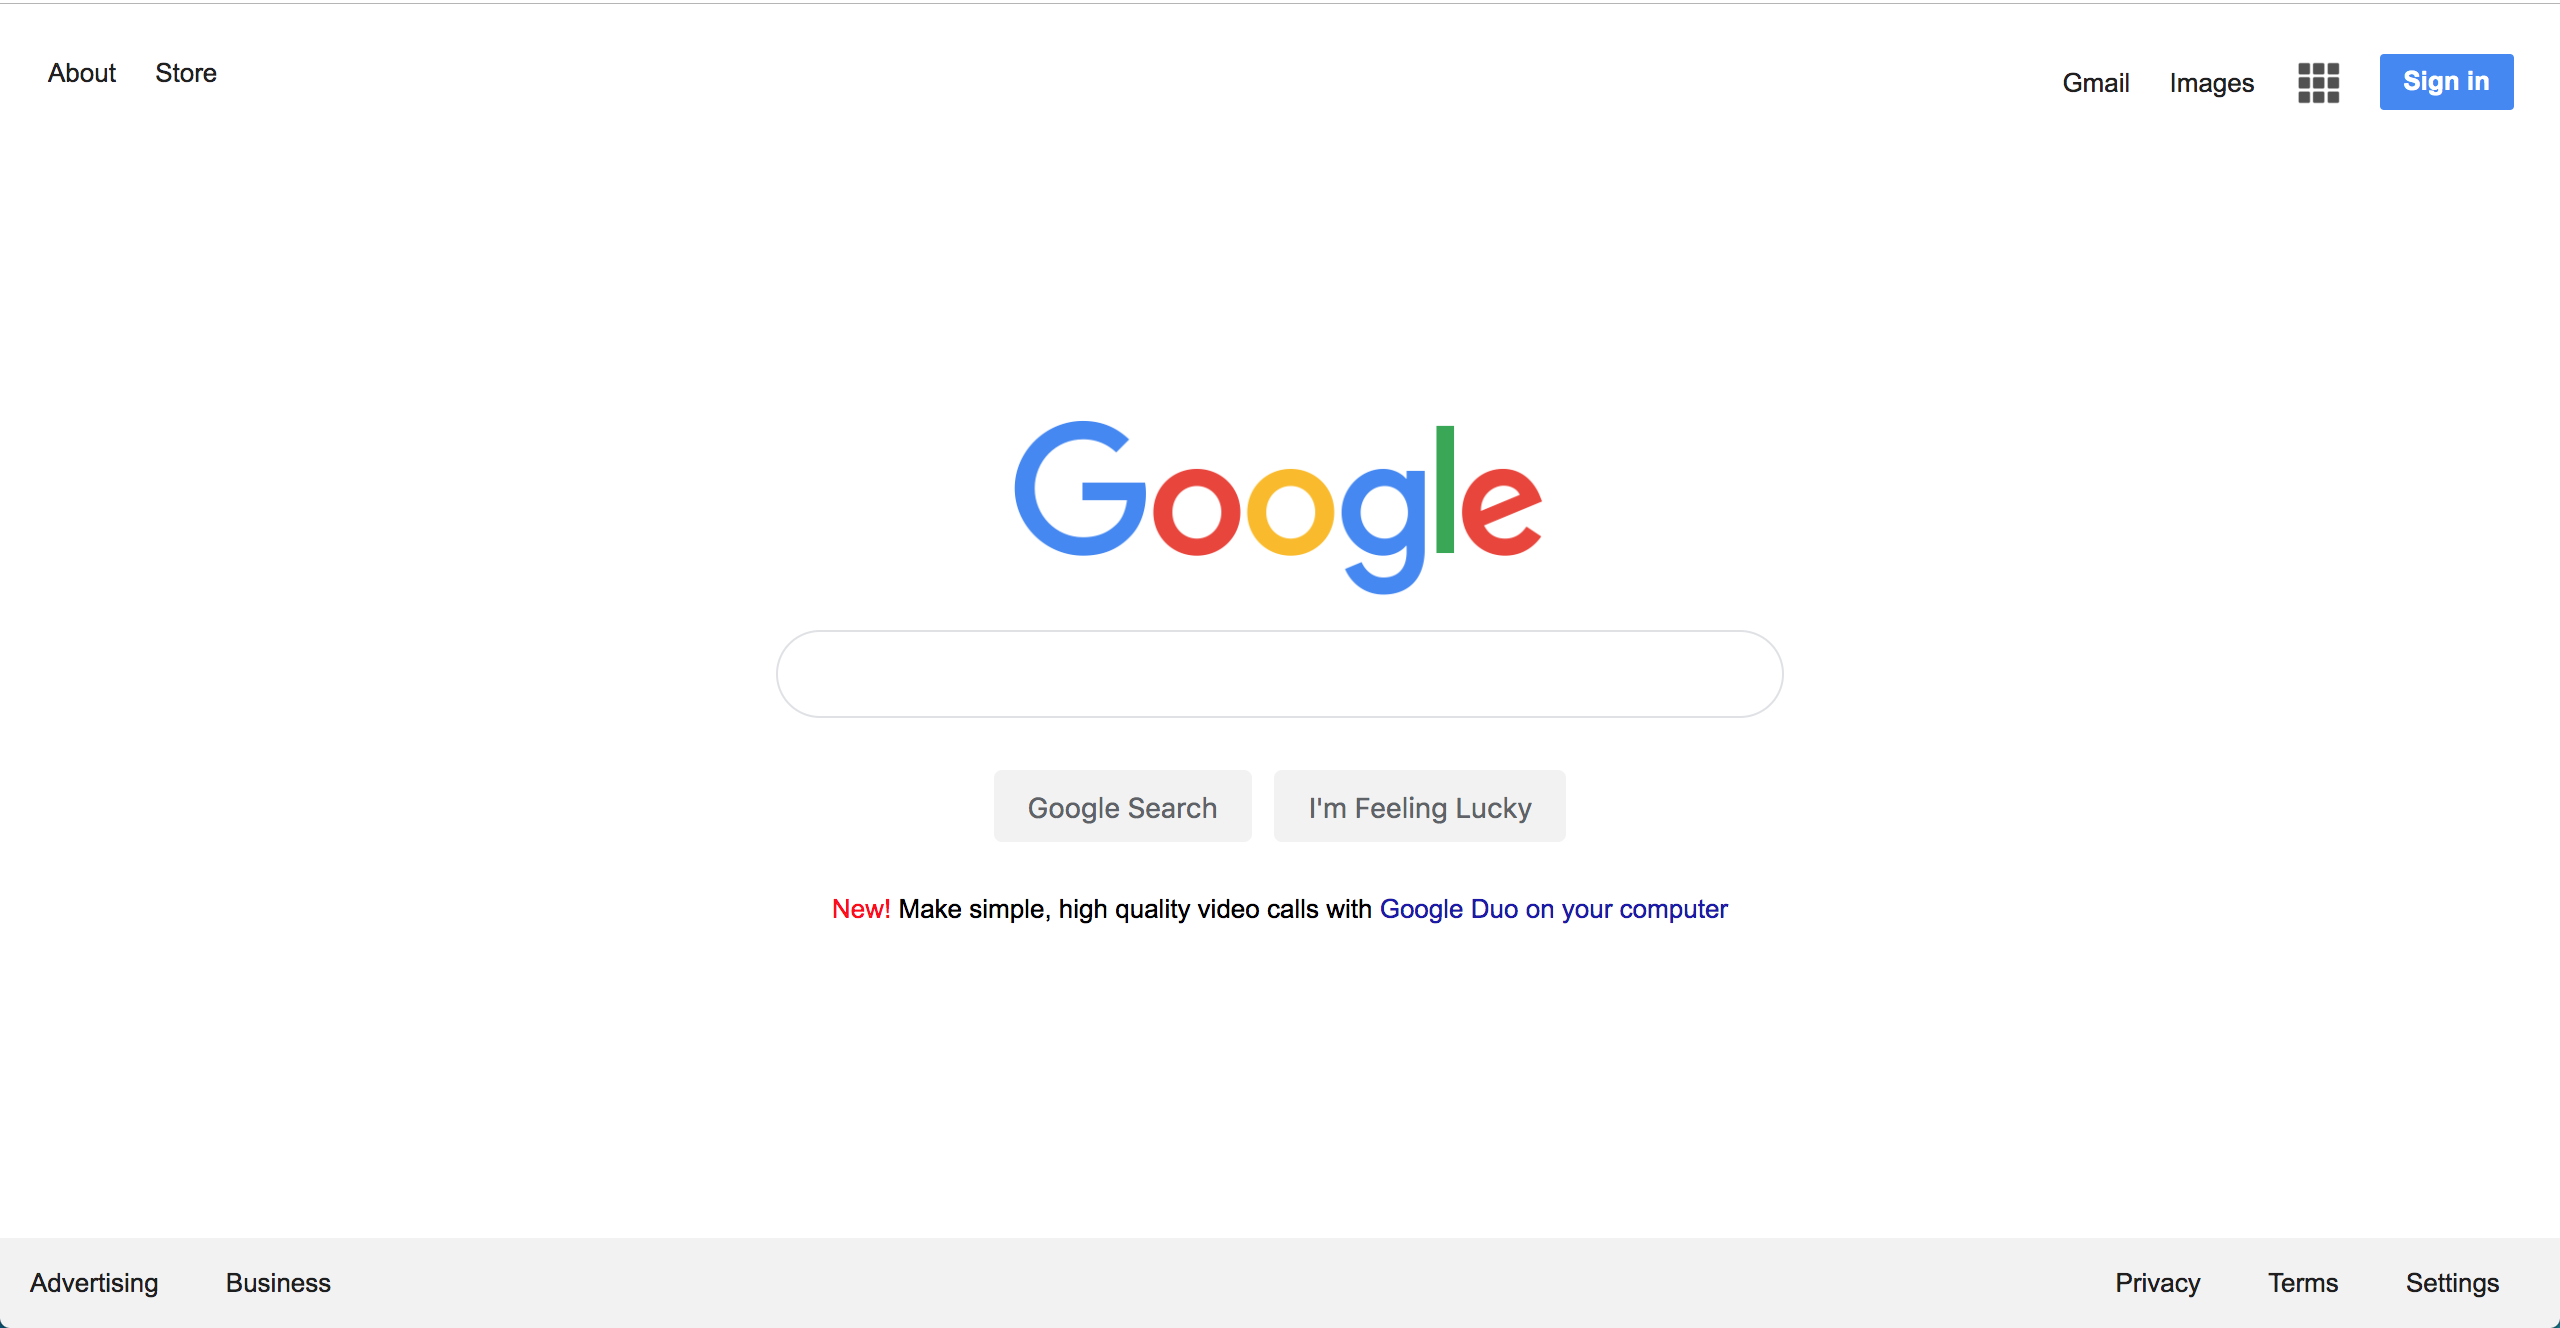 About Store
Gmail Images Sign in
Google
Google Search I'm Feeling Lucky
New! Make simple, high quality video calls with Google Duo on your computer
Advertising Business Privacy Terms Settings